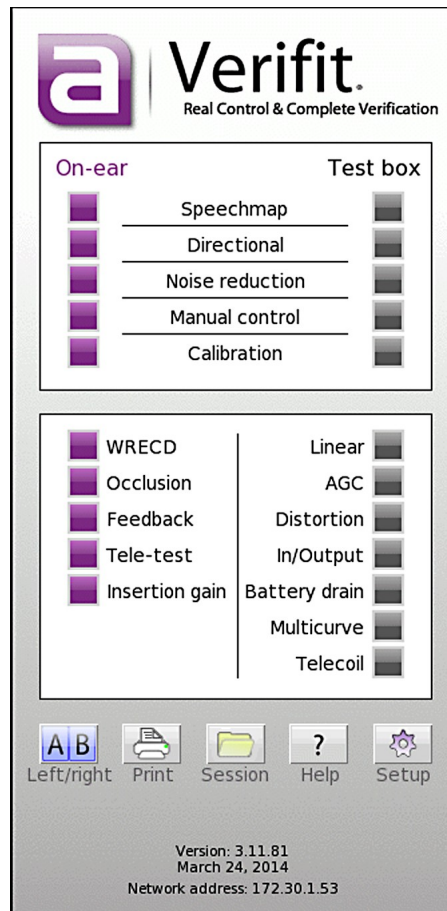 a
Verifit®
Real Control & Complete Verification
On-ear Test box
Speechmap
Directional
Noise reduction
Manual control
Calibration
WRECD Linear
Occlusion AGC
Feedback Distortion
Tele-test In/Output
Insertion gain Battery drain
Multicurve
Telecoil
A B ?
Left/right Print Session Help Setup
Version: 3.11.81
March 24, 2014
Network address: 172.30.1.53